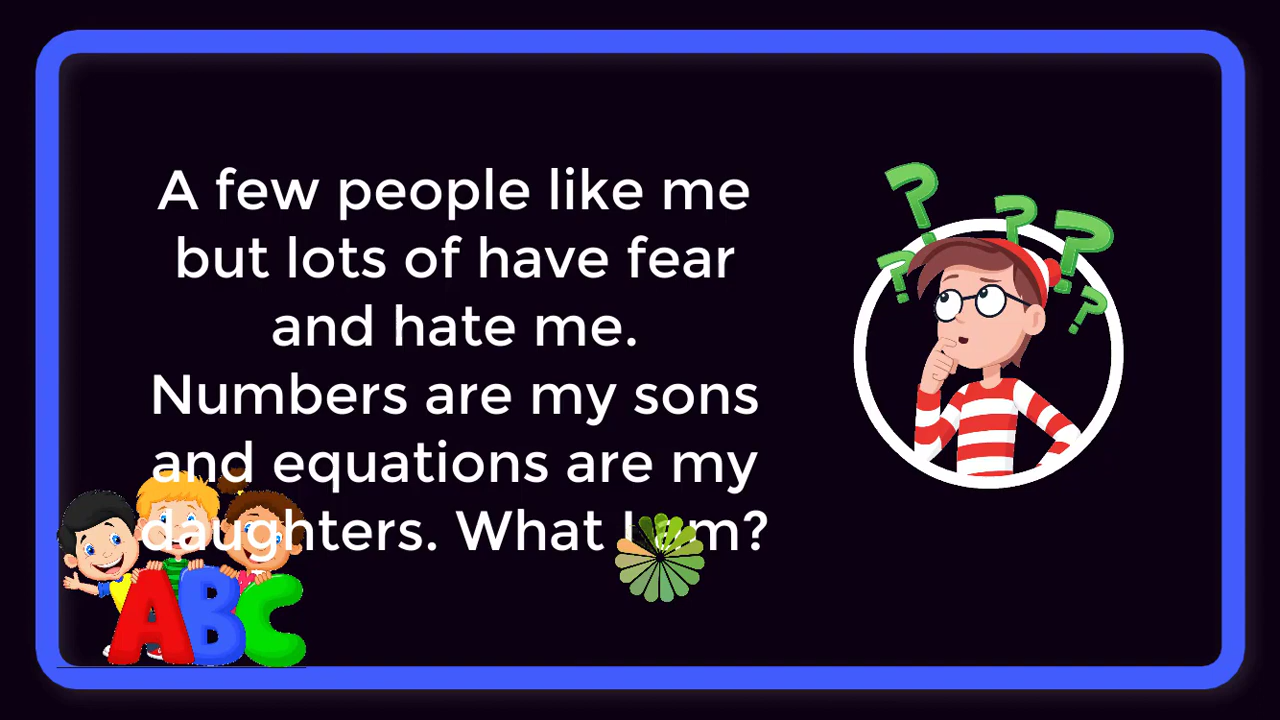 A few people like me
but lots of have fear
and hate me.
Numbers are my sons
and equations are my
daughters. What I am?
ABC